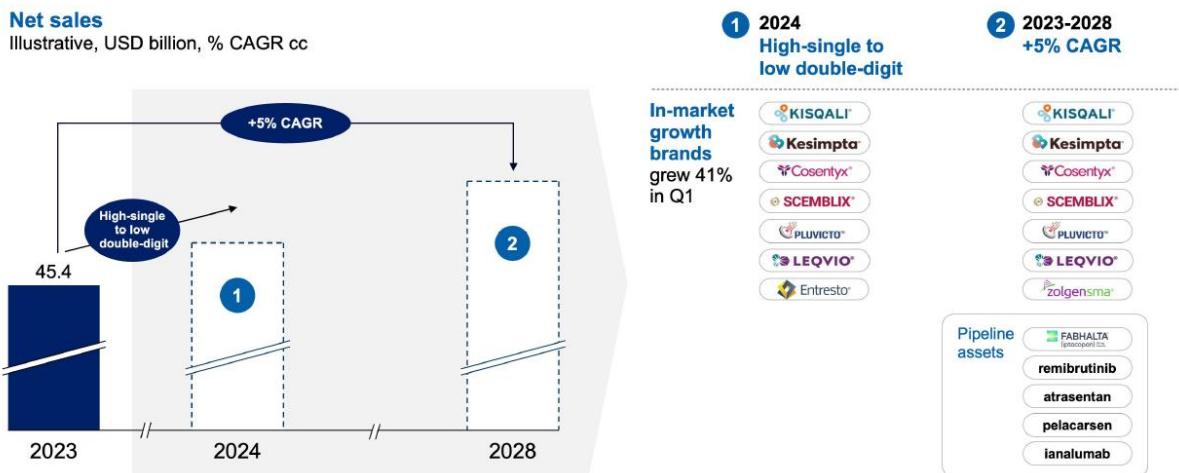 Net sales
Illustrative, USD billion, % CAGR cc
+5% CAGR
High-single
to low
double-digit
45.4
1
2
2023
2024
2028
1 2024
High-single to
low double-digit
2 2023-2028
+5% CAGR
In-market
growth
brands
grew 41%
in Q1
KISQALI®
Kesimpta
Cosentyx®
SCEMBLIX®
PLUVICTO™
LEQVIO®
Entresto®
KISQALI®
Kesimpta
Cosentyx®
SCEMBLIX®
PLUVICTO™
LEQVIO®
zolgensma®
Pipeline
assets
FABHALTA
(iptacopan)
remibrutinib
atrasentan
pelacarsen
ianalumab